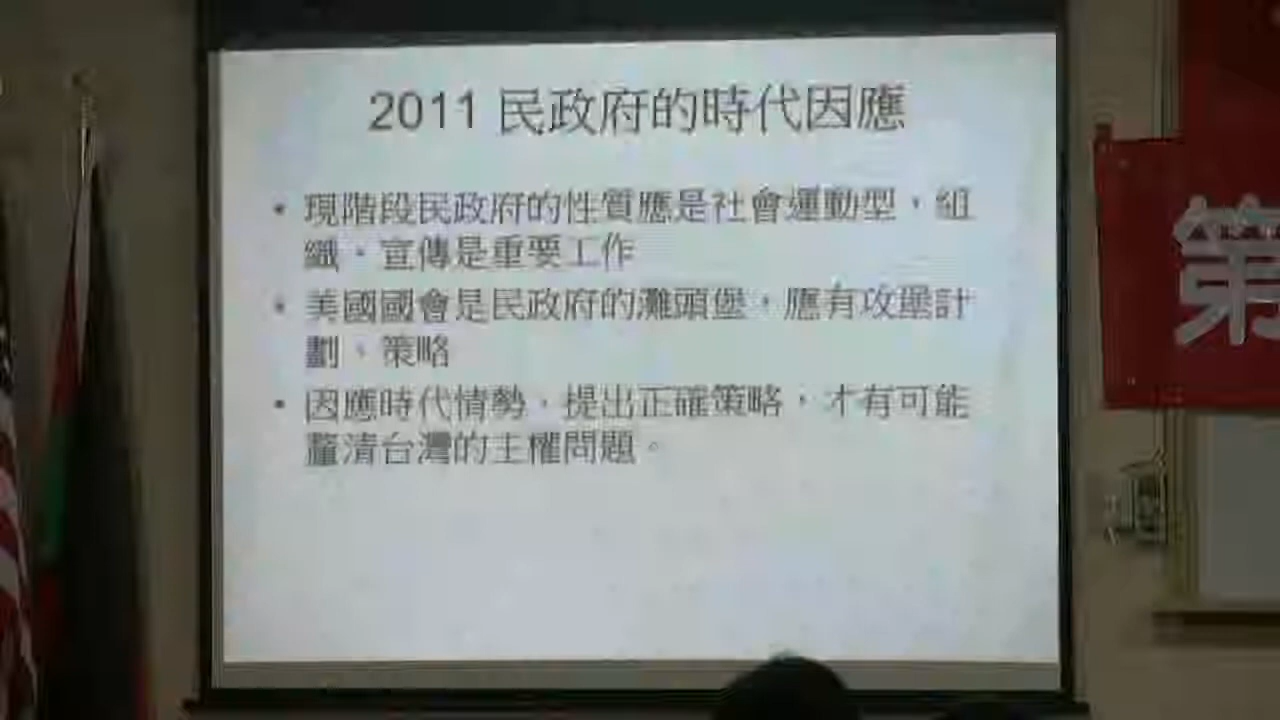 2011 民政府的時代因應
• 現階段民政府的性質應是社會運動型，組
織、宣傳是重要工作
• 美國國會是民政府的灘頭堡，應有攻堡計
劃、策略
• 因應時代情勢，提出正確策略，才有可能
釐清台灣的主權問題。
第